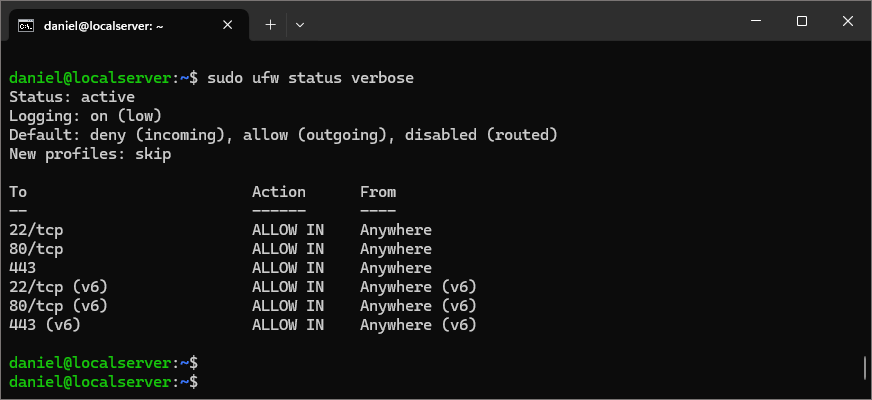 daniel@localserver: ~
daniel@localserver:~$ sudo ufw status verbose
Status: active
Logging: on (low)
Default: deny (incoming), allow (outgoing), disabled (routed)
New profiles: skip

To                         Action      From
--                         ------      ----
22/tcp                     ALLOW IN    Anywhere
80/tcp                     ALLOW IN    Anywhere
443                        ALLOW IN    Anywhere
22/tcp (v6)                ALLOW IN    Anywhere (v6)
80/tcp (v6)                ALLOW IN    Anywhere (v6)
443 (v6)                   ALLOW IN    Anywhere (v6)

daniel@localserver:~$
daniel@localserver:~$